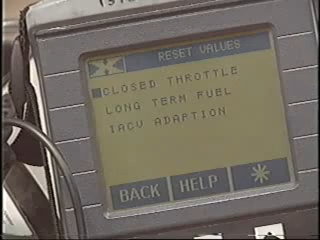 RESET VALUES
CLOSED THROTTLE
LONG TERM FUEL
IACV ADAPTION
BACK HELP